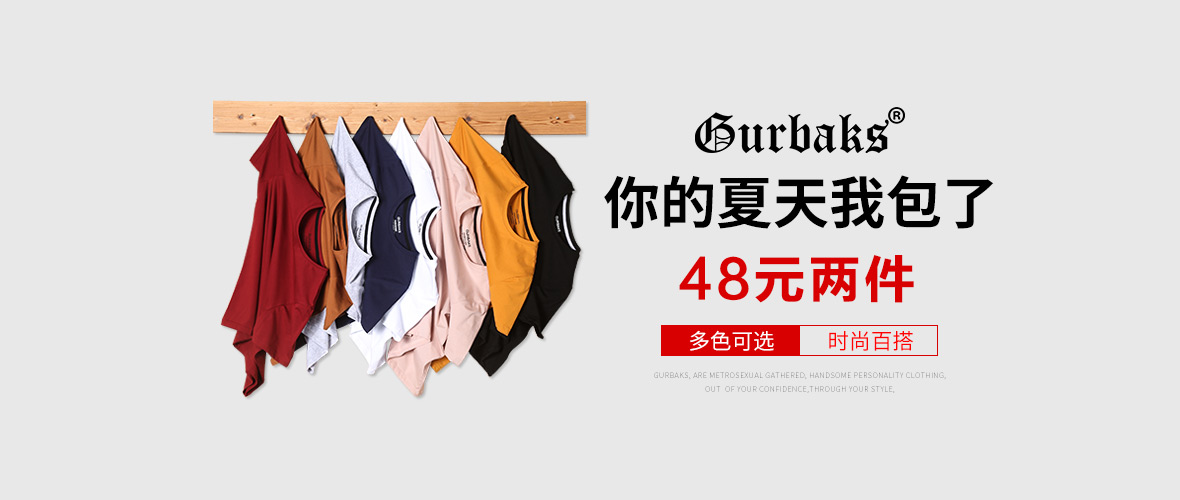 Gurbaks®
你的夏天我包了
48元两件
多色可选 时尚百搭
GURBAKS, ARE METROSEXUAL GATHERED, HANDSOME PERSONALITY CLOTHING,
OUT OF YOUR CONFIDENCE,THROUGH YOUR STYLE,